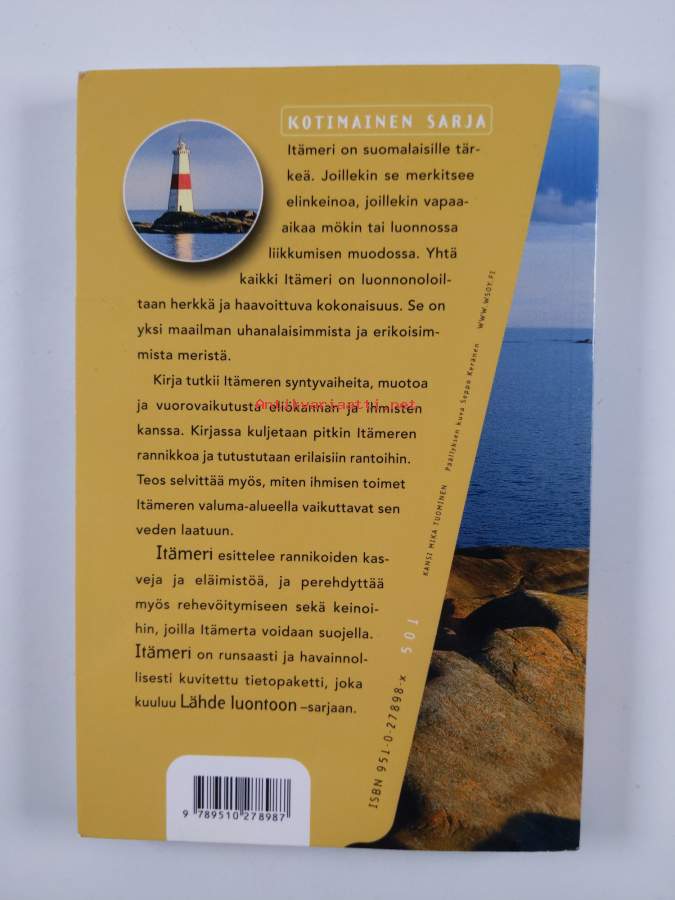 KOTIMAINEN SARJA
Itämeri on suomalaisille tär-
keä. Joillekin se merkitsee
elinkeinoa, joillekin vapaa-
aikaa mökin tai luonnossa
liikkumisen muodossa. Yhtä
kaikki Itämeri on luonnonoloil-
taan herkkä ja haavoittuva kokonaisuus. Se on
yksi maailman uhanalaisimmista ja erikoisim-
mista meristä.
Kirja tutkii Itämeren syntyvaiheita, muotoa
ja vuorovaikutusta eliökannan ja ihmisten
kanssa. Kirjassa kuljetaan pitkin Itämeren
rannikkoa ja tutustutaan erilaisiin rantoihin.
Teos selvittää myös, miten ihmisen toimet
Itämeren valuma-alueella vaikuttavat sen
veden laatuun.
Itämeri esittelee rannikoiden kas-
veja ja eläimistöä, ja perehdyttää
myös rehevöitymiseen sekä keinoi-
hin, joilla Itämerta voidaan suojella.
Itämeri on runsaasti ja havainnol-
llisesti kuvitettu tietopaketti, joka
kuuluu Lähde luontoon –sarjaan.
Antikvariaatti.net
KANSI MIKA TUOMINEN Päällyksen kuva Seppo Keränen WWW.WSOY.FI
ISBN 951-0-27898-X 501
9 789510 278987